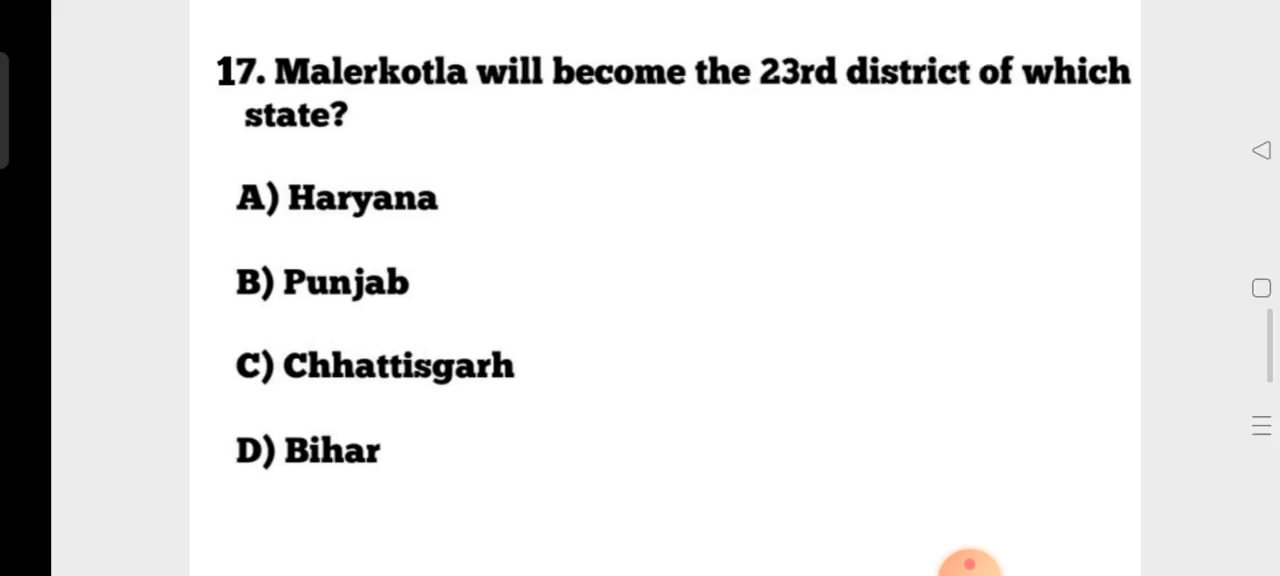 17. Malerkotla will become the 23rd district of which
state?
A) Haryana
B) Punjab
C) Chhattisgarh
D) Bihar